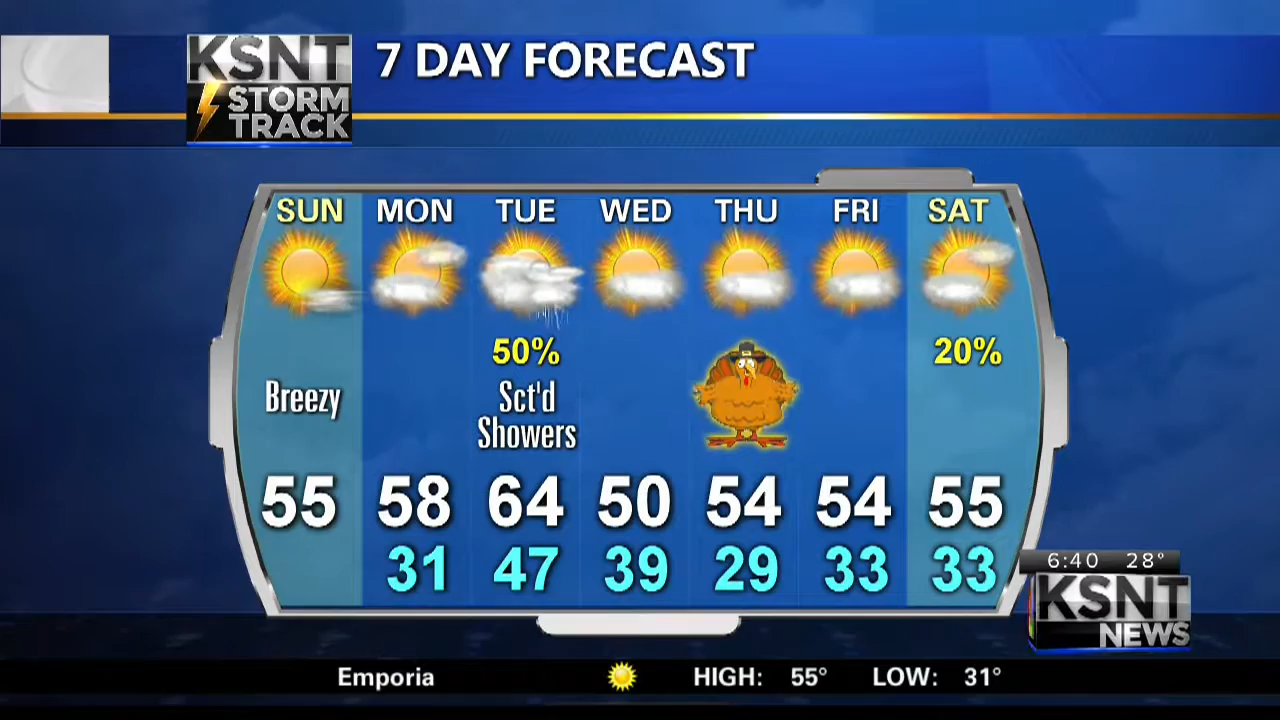 KSNT
STORM
TRACK
7 DAY FORECAST
SUN MON TUE WED THU FRI SAT
50% 20%
Breezy Sct'd
Showers
55 58 64 50 54 54 55
31 47 39 29 33 33
6:40 28°
KSNT
NEWS
Emporia HIGH: 55° LOW: 31°